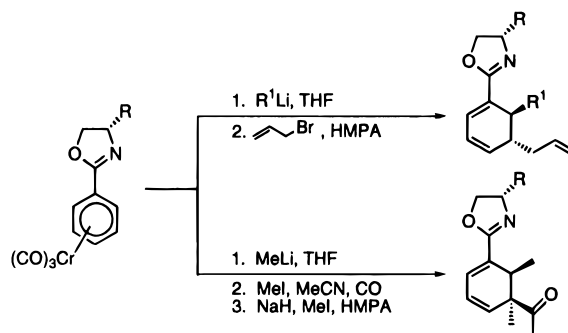 R
O
N
R¹
R
1. R¹Li, THF
2. Br , HMPA
O
N
(CO)₃Cr
R
O
N
1. MeLi, THF
2. MeI, MeCN, CO
3. NaH, MeI, HMPA
O